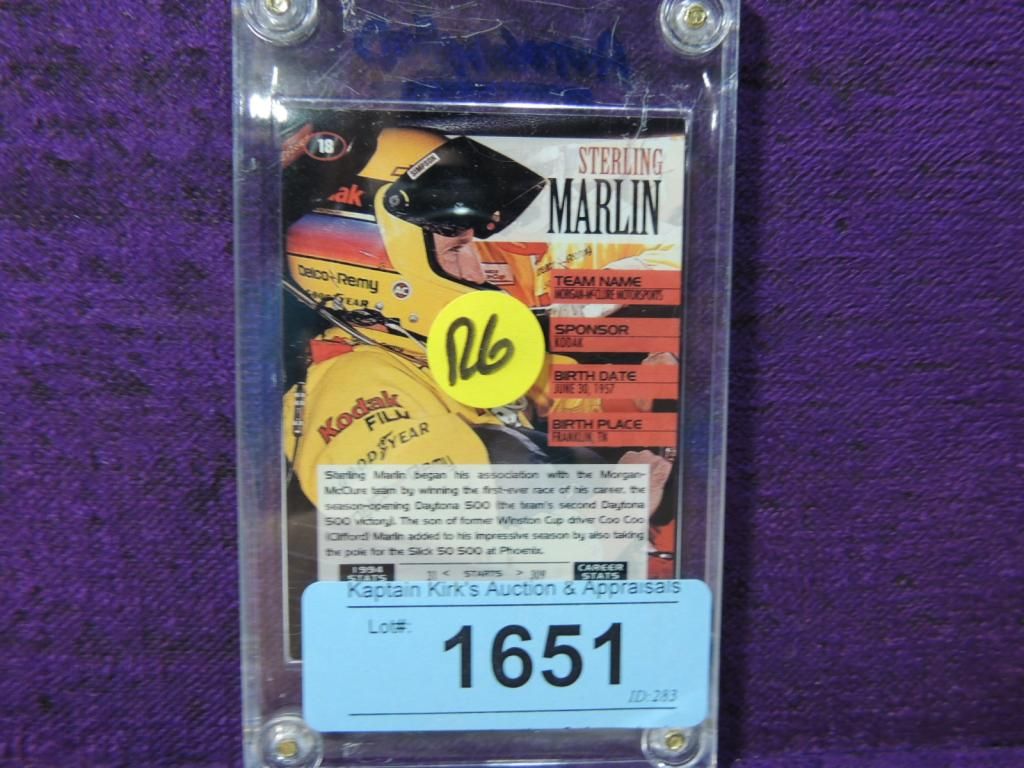 18
STERLING
MARLIN
SIMPSON
ak
Delco Remy
GOODYEAR
AC
TEAM NAME
MORGAN-MCCLURE MOTORSPORTS
SPONSOR
KODAK
BIRTH DATE
JUNE 30, 1957
BIRTH PLACE
FRANKLIN, TN
R6
Kodak
FILM
GOODYEAR
Sterling Marlin began his association with the Morgan-
McClure team by winning the first-ever race of his career, the
season-opening Daytona 500 (the team's second Daytona
500 victory). The son of former Winston Cup driver Coo Coo
(Clifford) Marlin added to his impressive season by also taking
the pole for the Slick 50 500 at Phoenix.
1994 STATS 31 < STARTS > 309 CAREER STATS
Kaptain Kirk's Auction & Appraisals
Lot#: 1651
ID:283